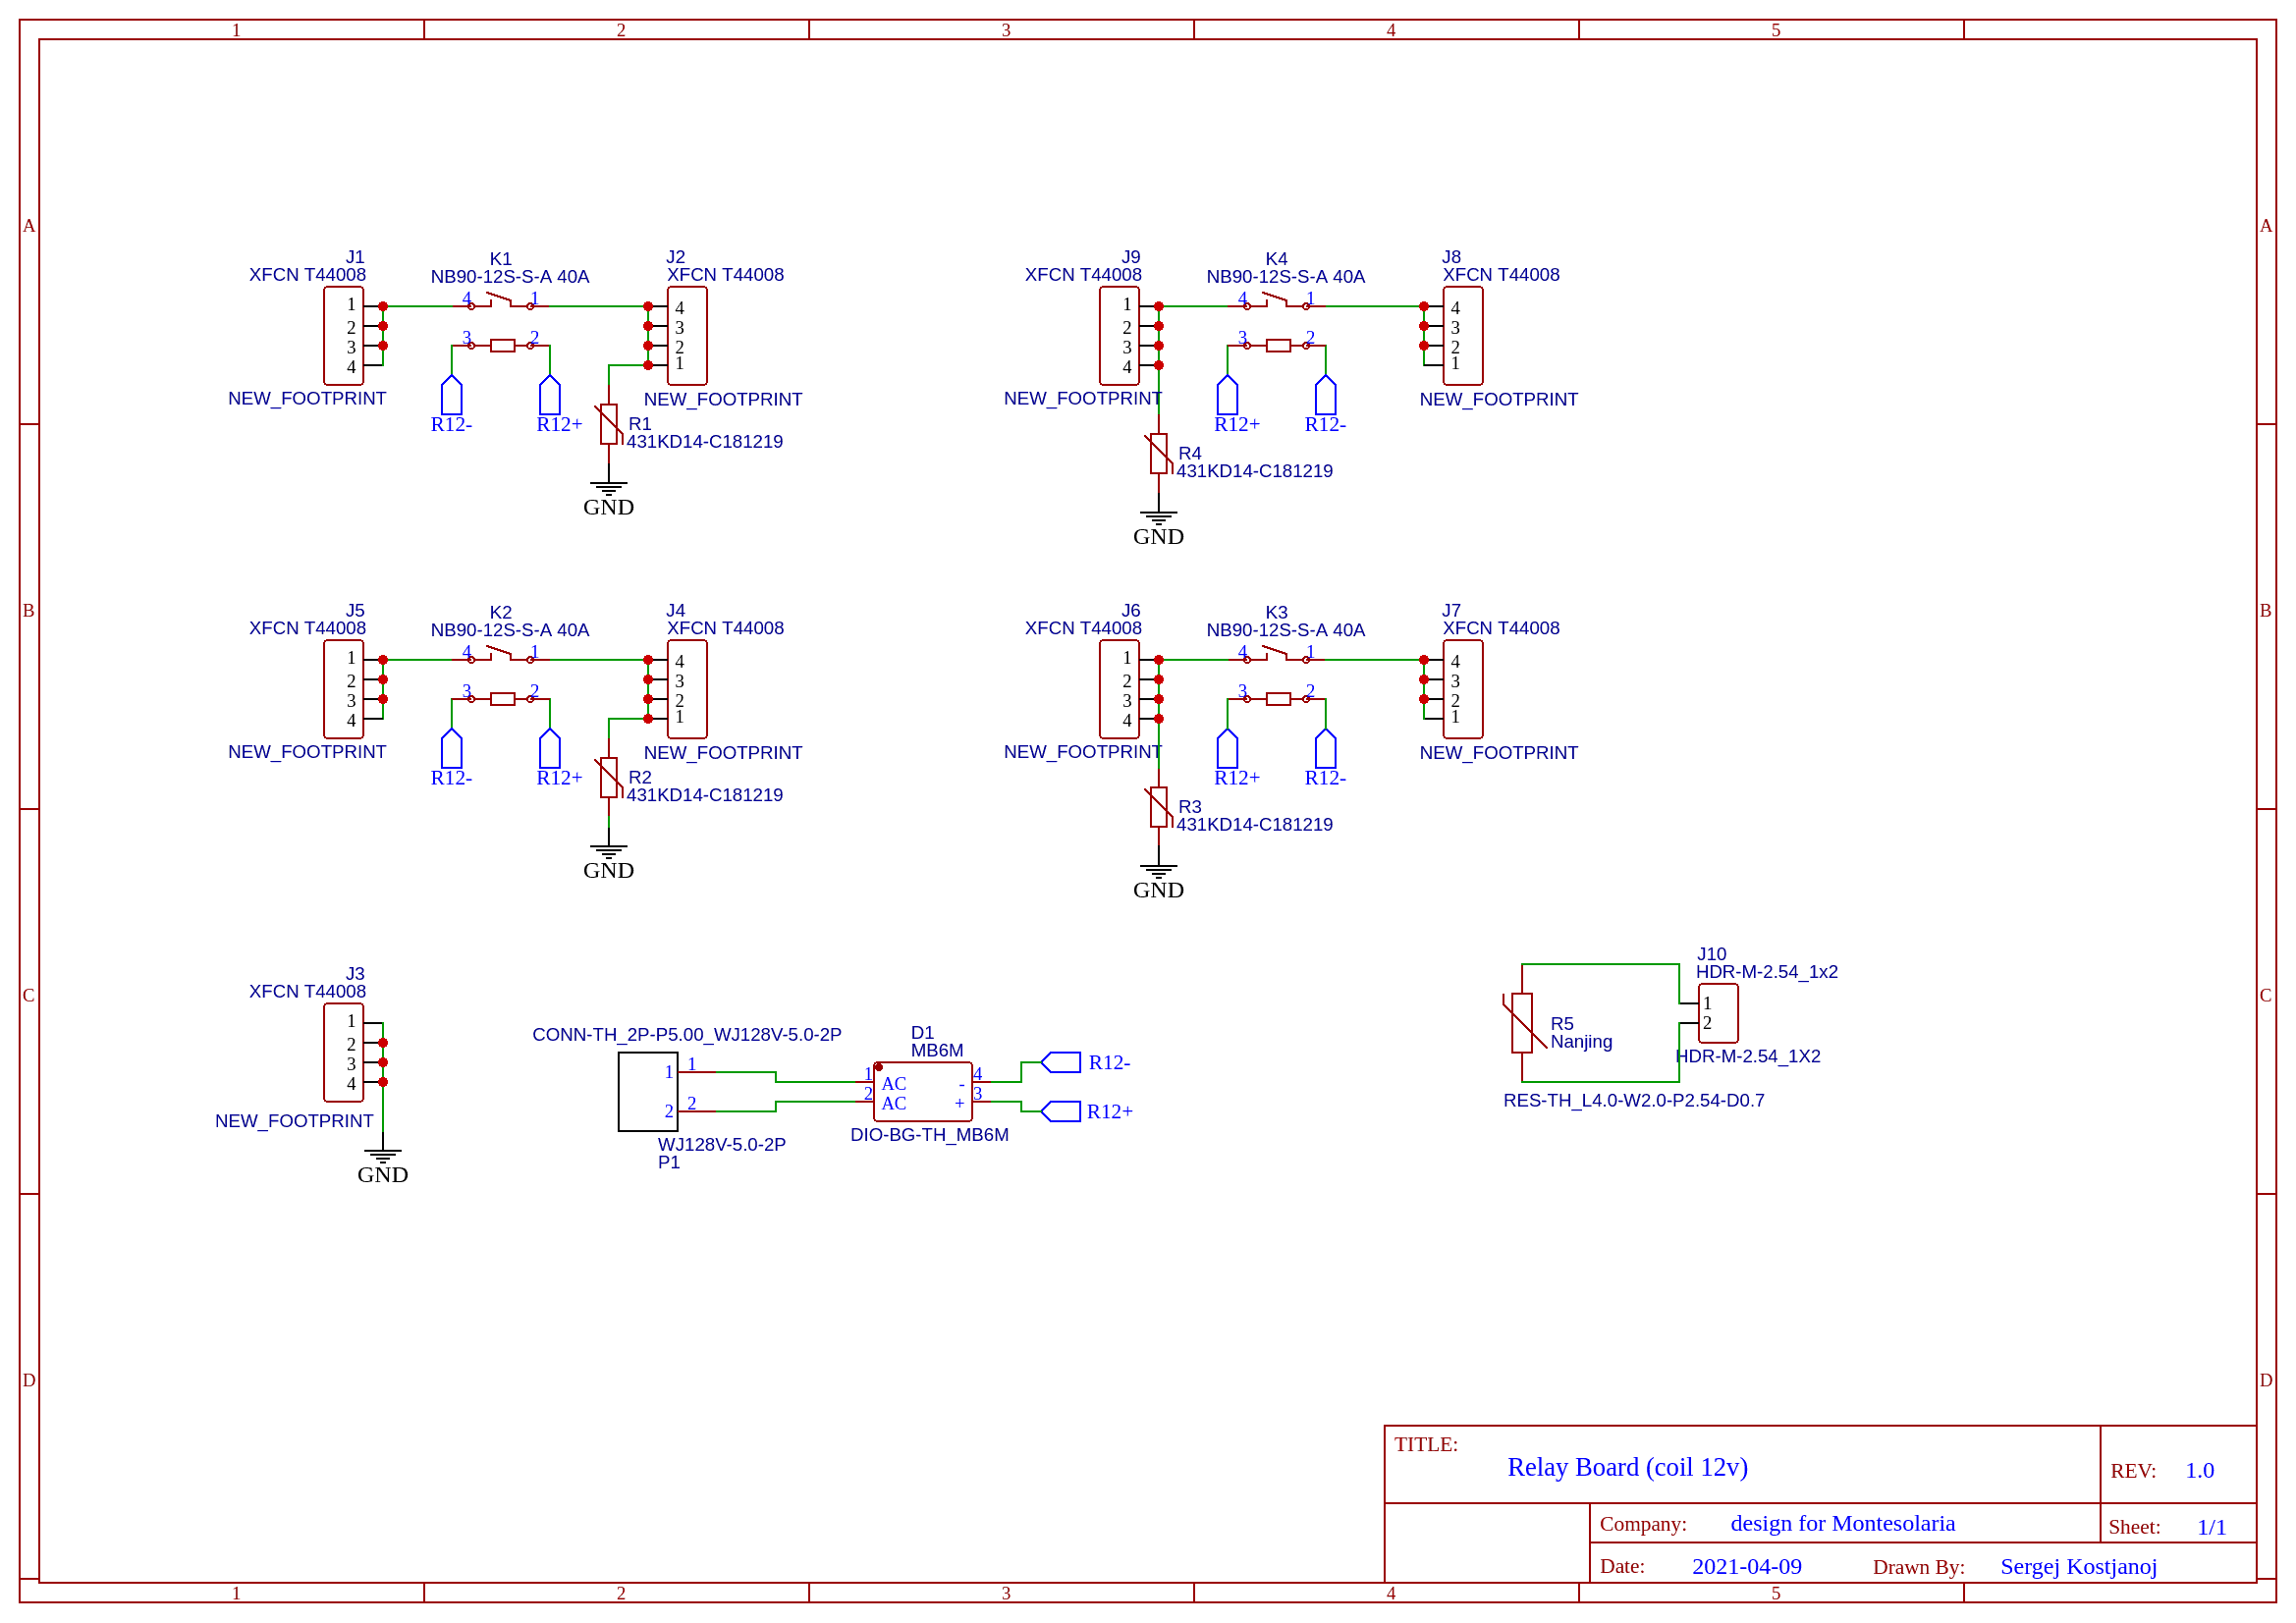 1 2 3 4 5
A A
B B
C C
D D
J1
XFCN T44008
1
2
3
4
NEW_FOOTPRINT
K1
NB90-12S-S-A 40A
4 1
3 2
R12- R12+
J2
XFCN T44008
4
3
2
1
NEW_FOOTPRINT
R1
431KD14-C181219
GND
J9
XFCN T44008
1
2
3
4
NEW_FOOTPRINT
K4
NB90-12S-S-A 40A
4 1
3 2
R12+ R12-
J8
XFCN T44008
4
3
2
1
NEW_FOOTPRINT
R4
431KD14-C181219
GND
J5
XFCN T44008
1
2
3
4
NEW_FOOTPRINT
K2
NB90-12S-S-A 40A
4 1
3 2
R12- R12+
J4
XFCN T44008
4
3
2
1
NEW_FOOTPRINT
R2
431KD14-C181219
GND
J6
XFCN T44008
1
2
3
4
NEW_FOOTPRINT
K3
NB90-12S-S-A 40A
4 1
3 2
R12+ R12-
J7
XFCN T44008
4
3
2
1
NEW_FOOTPRINT
R3
431KD14-C181219
GND
J3
XFCN T44008
1
2
3
4
NEW_FOOTPRINT
GND
CONN-TH_2P-P5.00_WJ128V-5.0-2P
1 1
2 2
WJ128V-5.0-2P
P1
D1
MB6M
1 AC - 4
2 AC + 3
DIO-BG-TH_MB6M
R12-
R12+
J10
HDR-M-2.54_1x2
1
2
HDR-M-2.54_1X2
R5
Nanjing
RES-TH_L4.0-W2.0-P2.54-D0.7
TITLE:
Relay Board (coil 12v)
REV: 1.0
Company: design for Montesolaria
Sheet: 1/1
Date: 2021-04-09 Drawn By: Sergej Kostjanoj
1 2 3 4 5